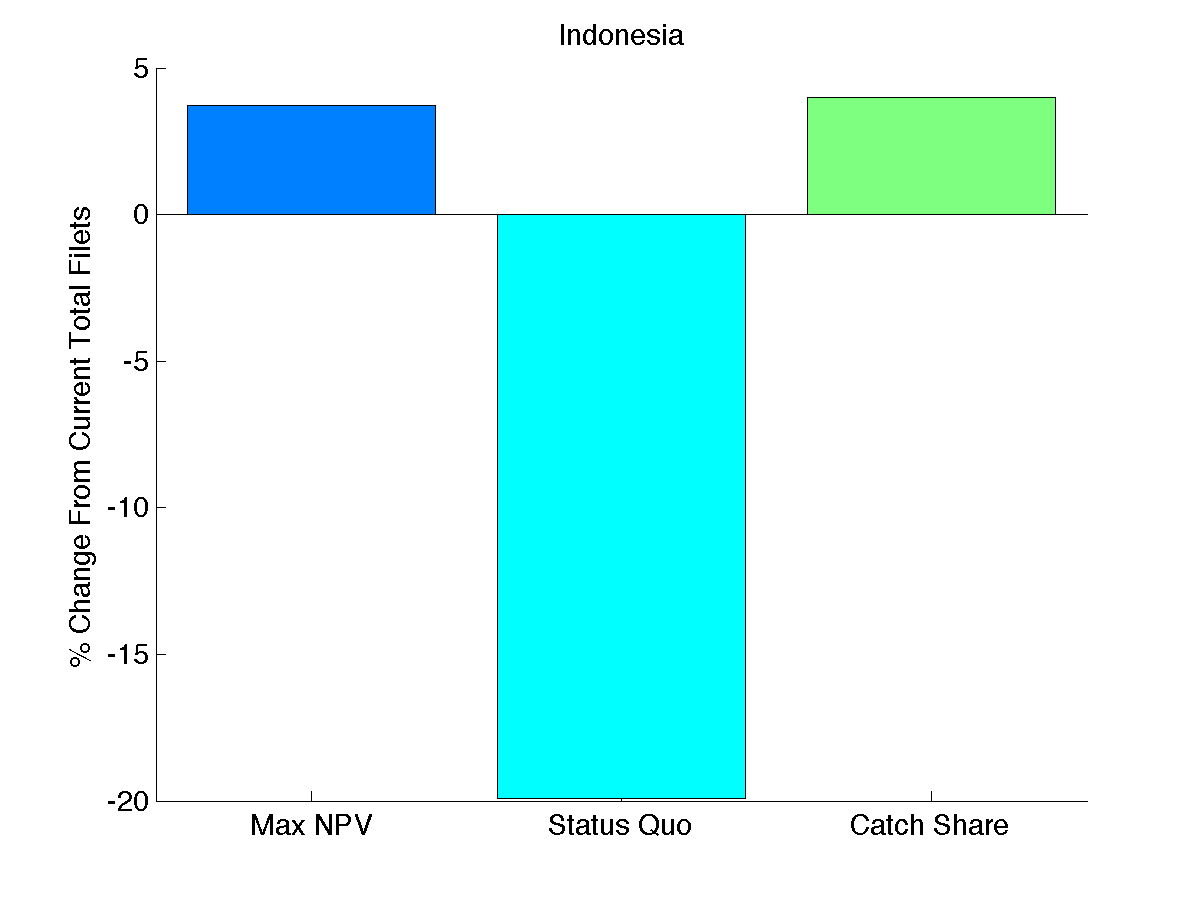 Indonesia
% Change From Current Total Filets
5
0
-5
-10
-15
-20
Max NPV
Status Quo
Catch Share